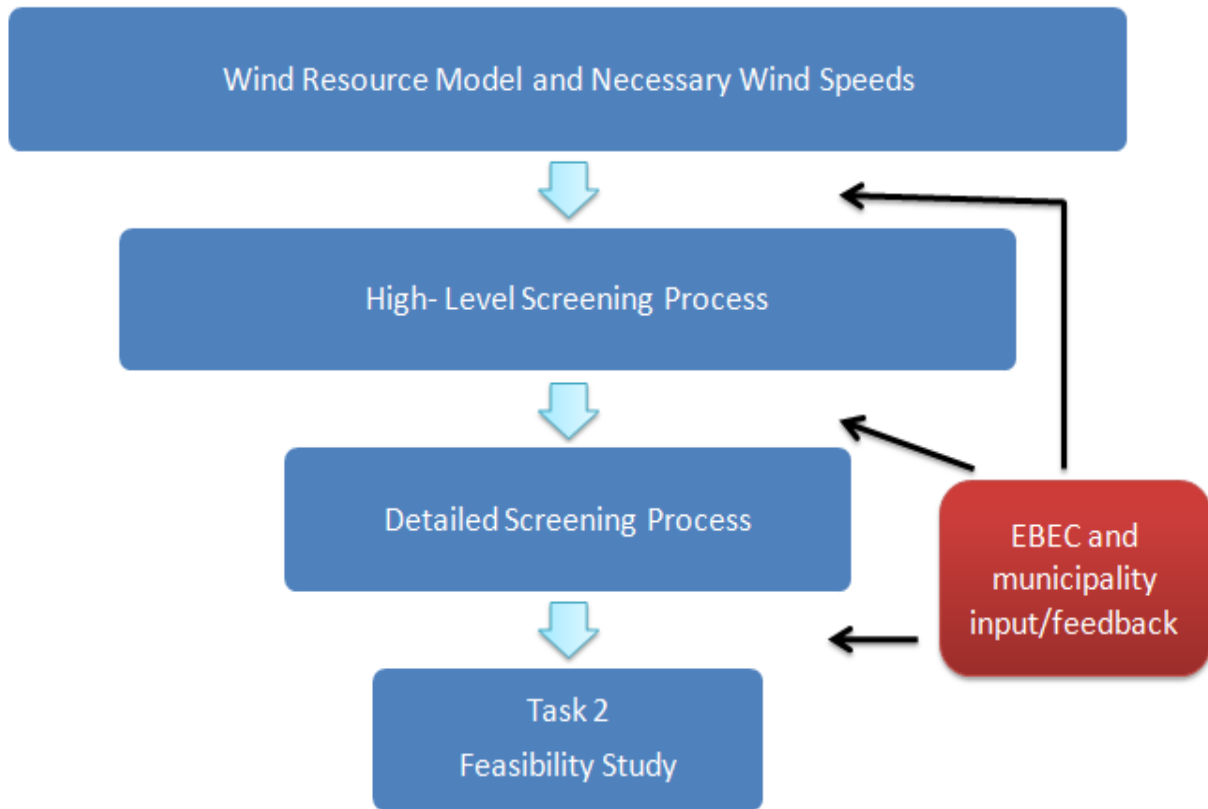 Wind Resource Model and Necessary Wind Speeds
High- Level Screening Process
Detailed Screening Process
EBEC and
municipality
input/feedback
Task 2
Feasibility Study